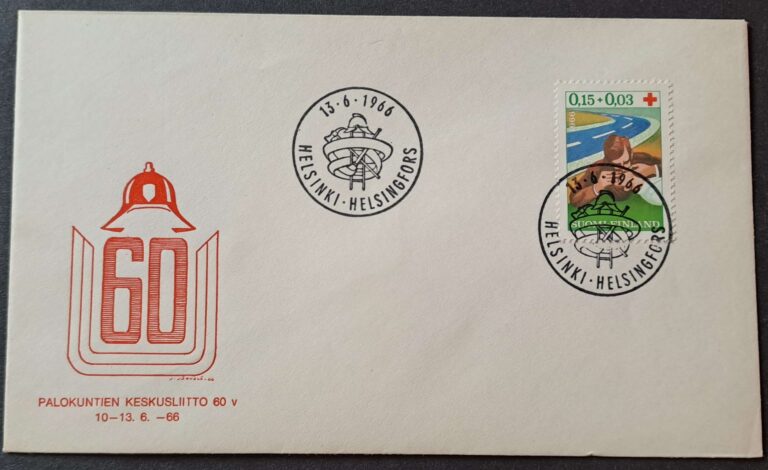 13·6·1966
HELSINKI·HELSINGFORS
0,15+0,03
1966
SUOMI-FINLAND
13·6·1966
HELSINKI·HELSINGFORS
60
PALOKUNTIEN KESKUSLIITTO 60 v
10–13. 6. –66